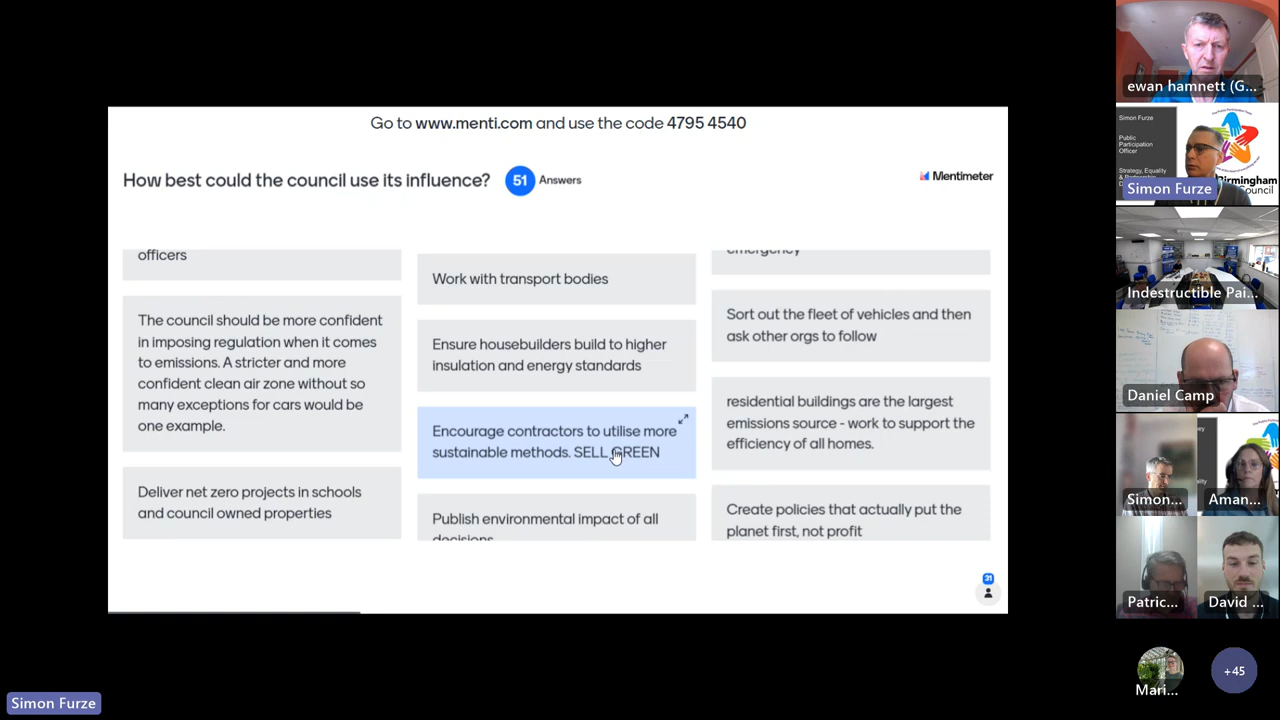 Go to www.menti.com and use the code 4795 4540
How best could the council use its influence?
51
Answers
Mentimeter
officers
The council should be more confident
in imposing regulation when it comes
to emissions. A stricter and more
confident clean air zone without so
many exceptions for cars would be
one example.
Deliver net zero projects in schools
and council owned properties
Work with transport bodies
Ensure housebuilders build to higher
insulation and energy standards
Encourage contractors to utilise more
sustainable methods. SELL GREEN
Publish environmental impact of all
decisions
emergency
Sort out the fleet of vehicles and then
ask other orgs to follow
residential buildings are the largest
emissions source - work to support the
efficiency of all homes.
Create policies that actually put the
planet first, not profit
31
ewan hamnett (G...
Simon Furze
Public
Participation
Officer
Strategy, Equality
Birmingham
Council
Simon Furze
Indestructible Pai...
Daniel Camp
Simon...
Aman...
Patric...
David ...
Mari...
+45
Simon Furze